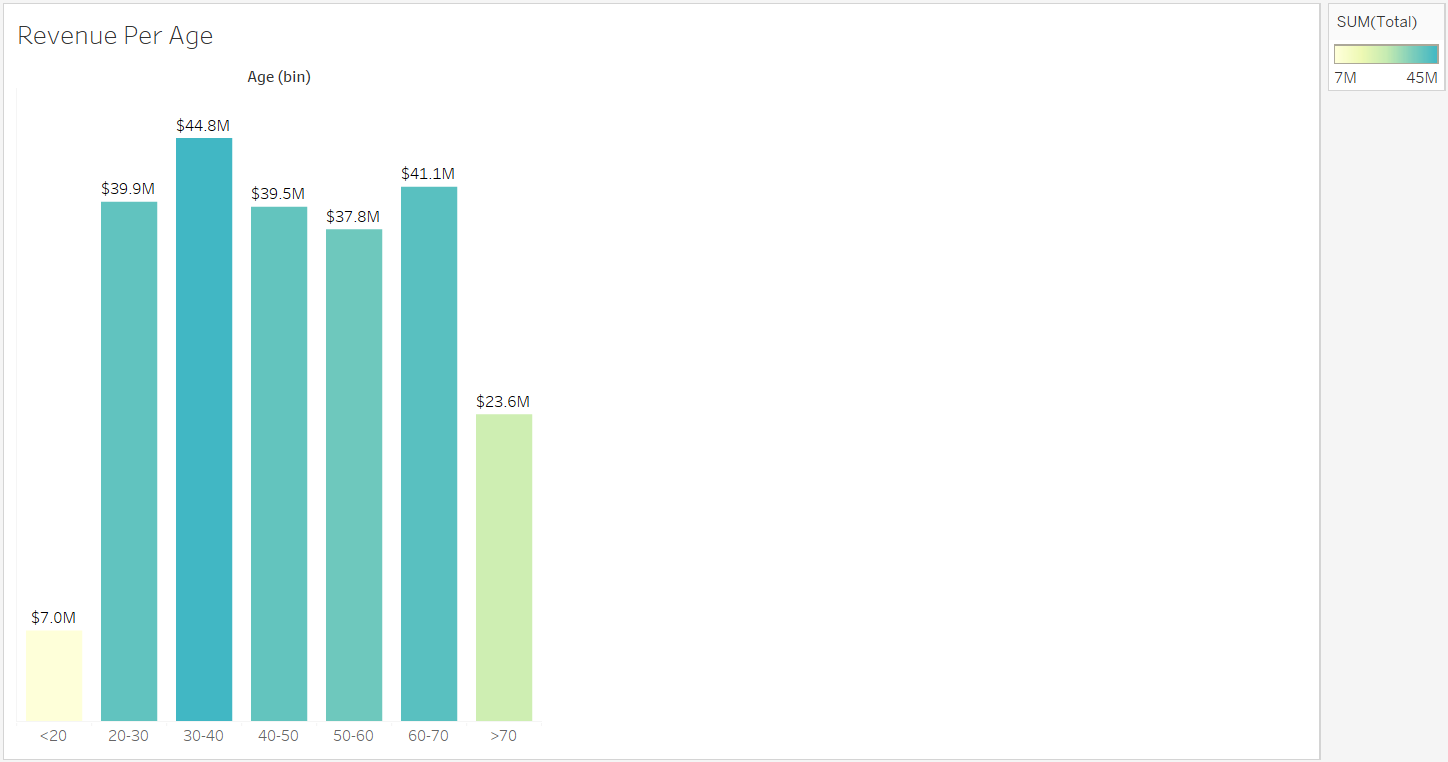 Revenue Per Age
Age (bin)
$7.0M
$39.9M
$44.8M
$39.5M
$37.8M
$41.1M
$23.6M
<20
20-30
30-40
40-50
50-60
60-70
>70
SUM(Total)
7M
45M